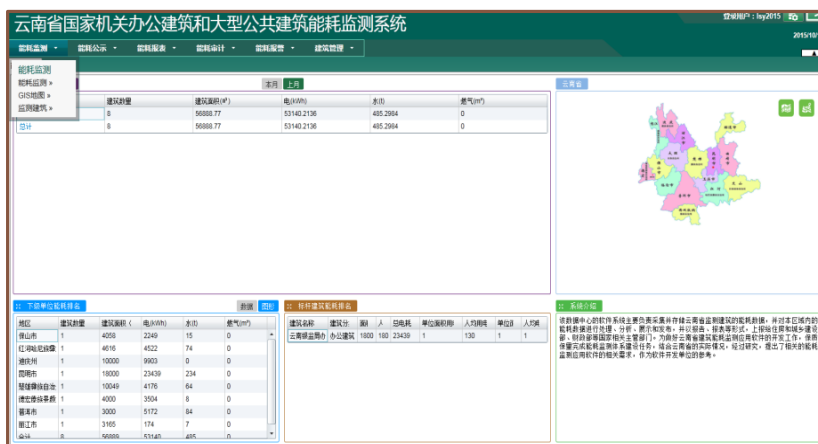 云南省国家机关办公建筑和大型公共建筑能耗监测系统
登录用户：lsy2015
2015/10/
能耗监测 能耗公示 能耗报表 能耗审计 能耗报警 建筑管理
能耗监测
能耗监测 »
GIS地图 »
监测建筑 »
本月 上月
云南省
建筑数量 建筑面积(㎡) 电(kWh) 水(t) 燃气(m³)
8 56888.77 53140.2136 485.2984 0
总计 8 56888.77 53140.2136 485.2984 0
下级单位能耗排名 数据 图形
地区 建筑数量 建筑面积 ( 电(kWh) 水(t) 燃气(m³)
保山市 1 4058 2249 15 0
红河哈尼族彝 1 4616 4522 74 0
迪庆州 1 10000 9903 0 0
昆明市 1 18000 23439 234 0
楚雄彝族自治 1 10049 4176 64 0
德宏傣族景颇 1 4000 3504 8 0
普洱市 1 3000 5172 84 0
丽江市 1 3165 174 7 0
合计 8 56889 53140 485 0
标杆建筑能耗排名
建筑名称 建筑分 面积 人 总电耗 单位面积用 人均用电 单位面 人均
云南银监局办 办公建筑 1800 180 23439 1 130 1 1
系统介绍
该数据中心的软件系统主要负责采集并存储云南省监测建筑的能耗数据，并对本区域内的
能耗数据进行处理、分析、展示和发布，并以报告、报表等形式，上报给住房和城乡建设
部、财政部等国家相关主管部门。为做好云南省建筑能耗监测应用软件的开发工作，保质
保量完成能耗监测体系建设任务，结合云南省的实际情况，经过研究，提出了相关的能耗
监测应用软件的相关需求，作为软件开发单位的参考。